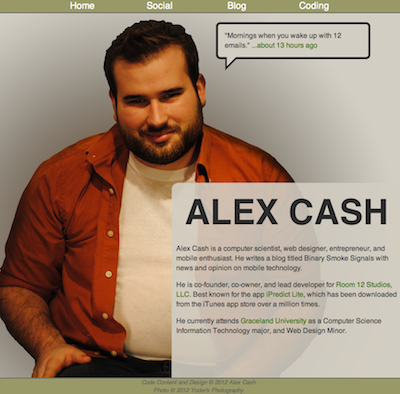 Home Social Blog Coding
"Mornings when you wake up with 12
emails." ...about 13 hours ago
ALEX CASH
Alex Cash is a computer scientist, web designer, entrepreneur, and
mobile enthusiast. He writes a blog titled Binary Smoke Signals with
news and opinion on mobile technology.
He is co-founder, co-owner, and lead developer for Room 12 Studios,
LLC. Best known for the app iPredict Lite, which has been downloaded
from the iTunes app store over a million times.
He currently attends Graceland University as a Computer Science
Information Technology major, and Web Design Minor.
Code Content and Design © 2012 Alex Cash
Photo © 2012 Yoderk Photography